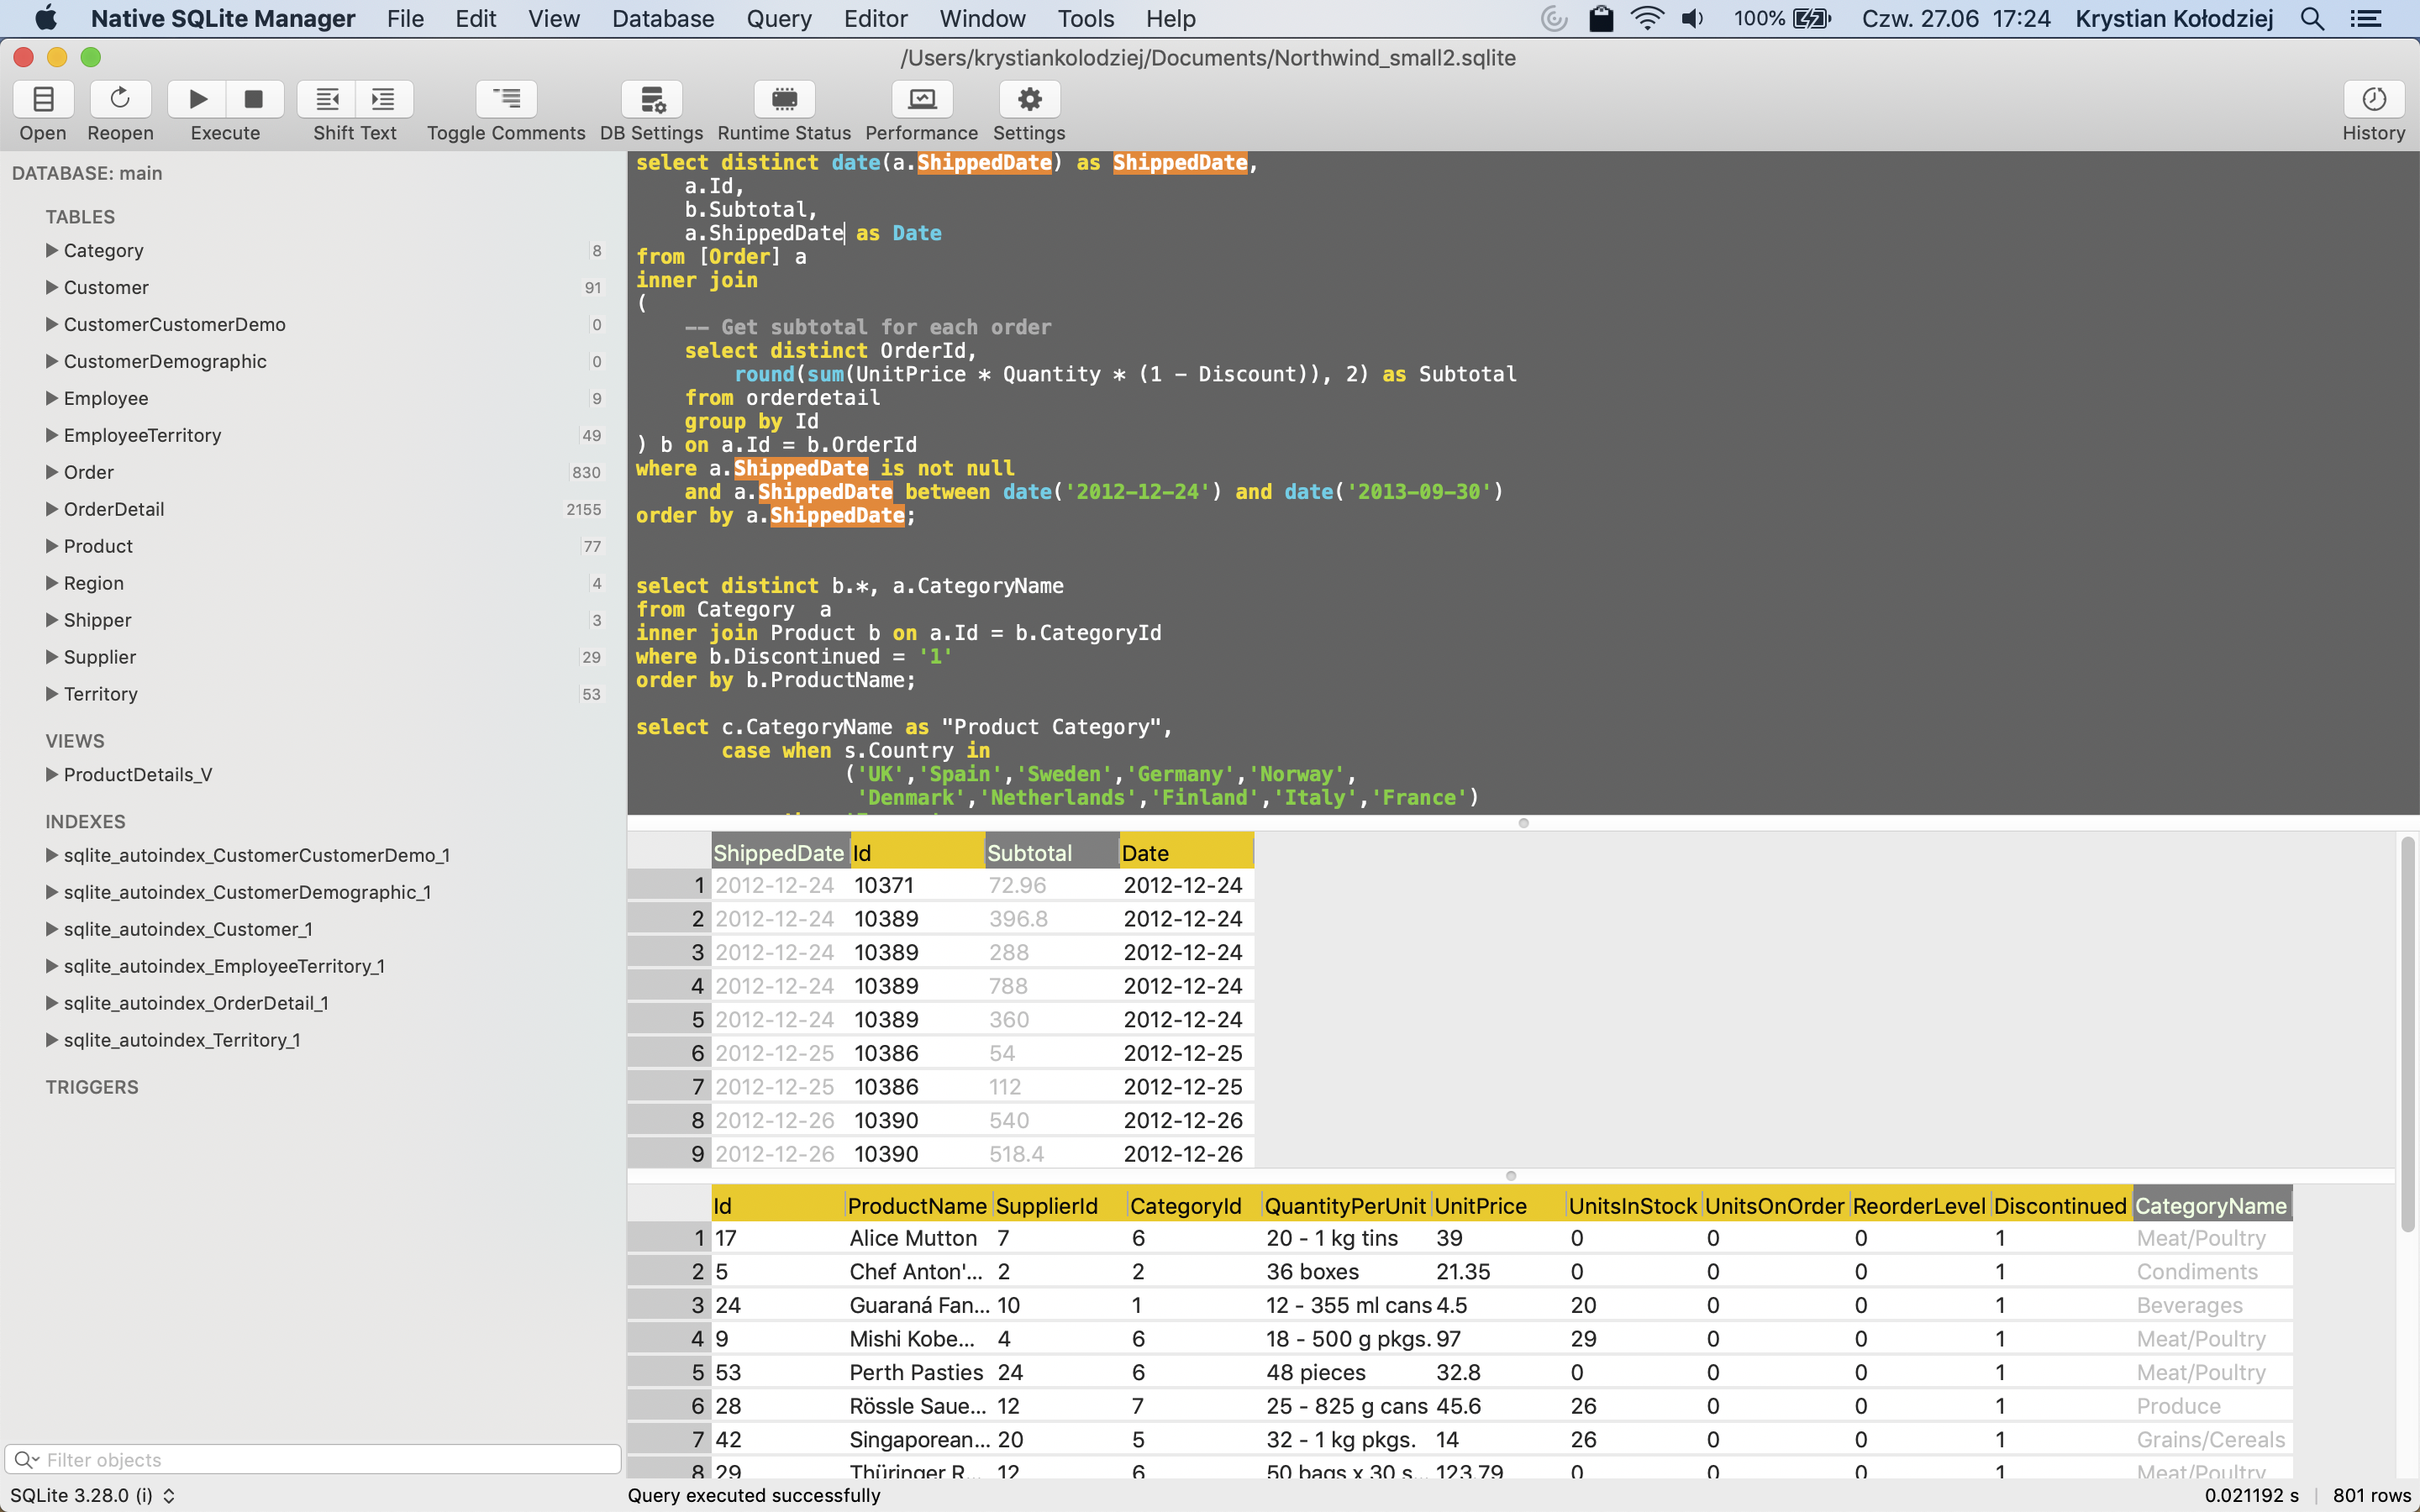 Native SQLite Manager File Edit View Database Query Editor Window Tools Help 100% Czw. 27.06 17:24 Krystian Kołodziej
/Users/krystiankolodziej/Documents/Northwind_small2.sqlite
Open Reopen Execute Shift Text Toggle Comments DB Settings Runtime Status Performance Settings History
DATABASE: main
TABLES
Category 8
Customer 91
CustomerCustomerDemo 0
CustomerDemographic 0
Employee 9
EmployeeTerritory 49
Order 830
OrderDetail 2155
Product 77
Region 4
Shipper 3
Supplier 29
Territory 53
VIEWS
ProductDetails_V
INDEXES
sqlite_autoindex_CustomerCustomerDemo_1
sqlite_autoindex_CustomerDemographic_1
sqlite_autoindex_Customer_1
sqlite_autoindex_EmployeeTerritory_1
sqlite_autoindex_OrderDetail_1
sqlite_autoindex_Territory_1
TRIGGERS
Filter objects
SQLite 3.28.0 (i)
select distinct date(a.ShippedDate) as ShippedDate,
a.Id,
b.Subtotal,
a.ShippedDate as Date
from [Order] a
inner join
(
-- Get subtotal for each order
select distinct OrderId,
round(sum(UnitPrice * Quantity * (1 - Discount)), 2) as Subtotal
from orderdetail
group by Id
) b on a.Id = b.OrderId
where a.ShippedDate is not null
and a.ShippedDate between date('2012-12-24') and date('2013-09-30')
order by a.ShippedDate;
select distinct b.*, a.CategoryName
from Category  a
inner join Product b on a.Id = b.CategoryId
where b.Discontinued = '1'
order by b.ProductName;
select c.CategoryName as "Product Category",
case when s.Country in
('UK','Spain','Sweden','Germany','Norway',
'Denmark','Netherlands','Finland','Italy','France')
ShippedDate Id Subtotal Date
1 2012-12-24 10371 72.96 2012-12-24
2 2012-12-24 10389 396.8 2012-12-24
3 2012-12-24 10389 288 2012-12-24
4 2012-12-24 10389 788 2012-12-24
5 2012-12-24 10389 360 2012-12-24
6 2012-12-25 10386 54 2012-12-25
7 2012-12-25 10386 112 2012-12-25
8 2012-12-26 10390 540 2012-12-26
9 2012-12-26 10390 518.4 2012-12-26
Id ProductName SupplierId CategoryId QuantityPerUnit UnitPrice UnitsInStock UnitsOnOrder ReorderLevel Discontinued CategoryName
1 17 Alice Mutton 7 6 20 - 1 kg tins 39 0 0 0 1 Meat/Poultry
2 5 Chef Anton'... 2 2 36 boxes 21.35 0 0 0 1 Condiments
3 24 Guaraná Fan... 10 1 12 - 355 ml cans 4.5 20 0 0 1 Beverages
4 9 Mishi Kobe... 4 6 18 - 500 g pkgs. 97 29 0 0 1 Meat/Poultry
5 53 Perth Pasties 24 6 48 pieces 32.8 0 0 0 1 Meat/Poultry
6 28 Rössle Saue... 12 7 25 - 825 g cans 45.6 26 0 0 1 Produce
7 42 Singaporean... 20 5 32 - 1 kg pkgs. 14 26 0 0 1 Grains/Cereals
8 29 Thüringer R... 12 6 50 bags x 30 s... 123.79 0 0 0 1 Meat/Poultry
Query executed successfully 0.021192 s 801 rows